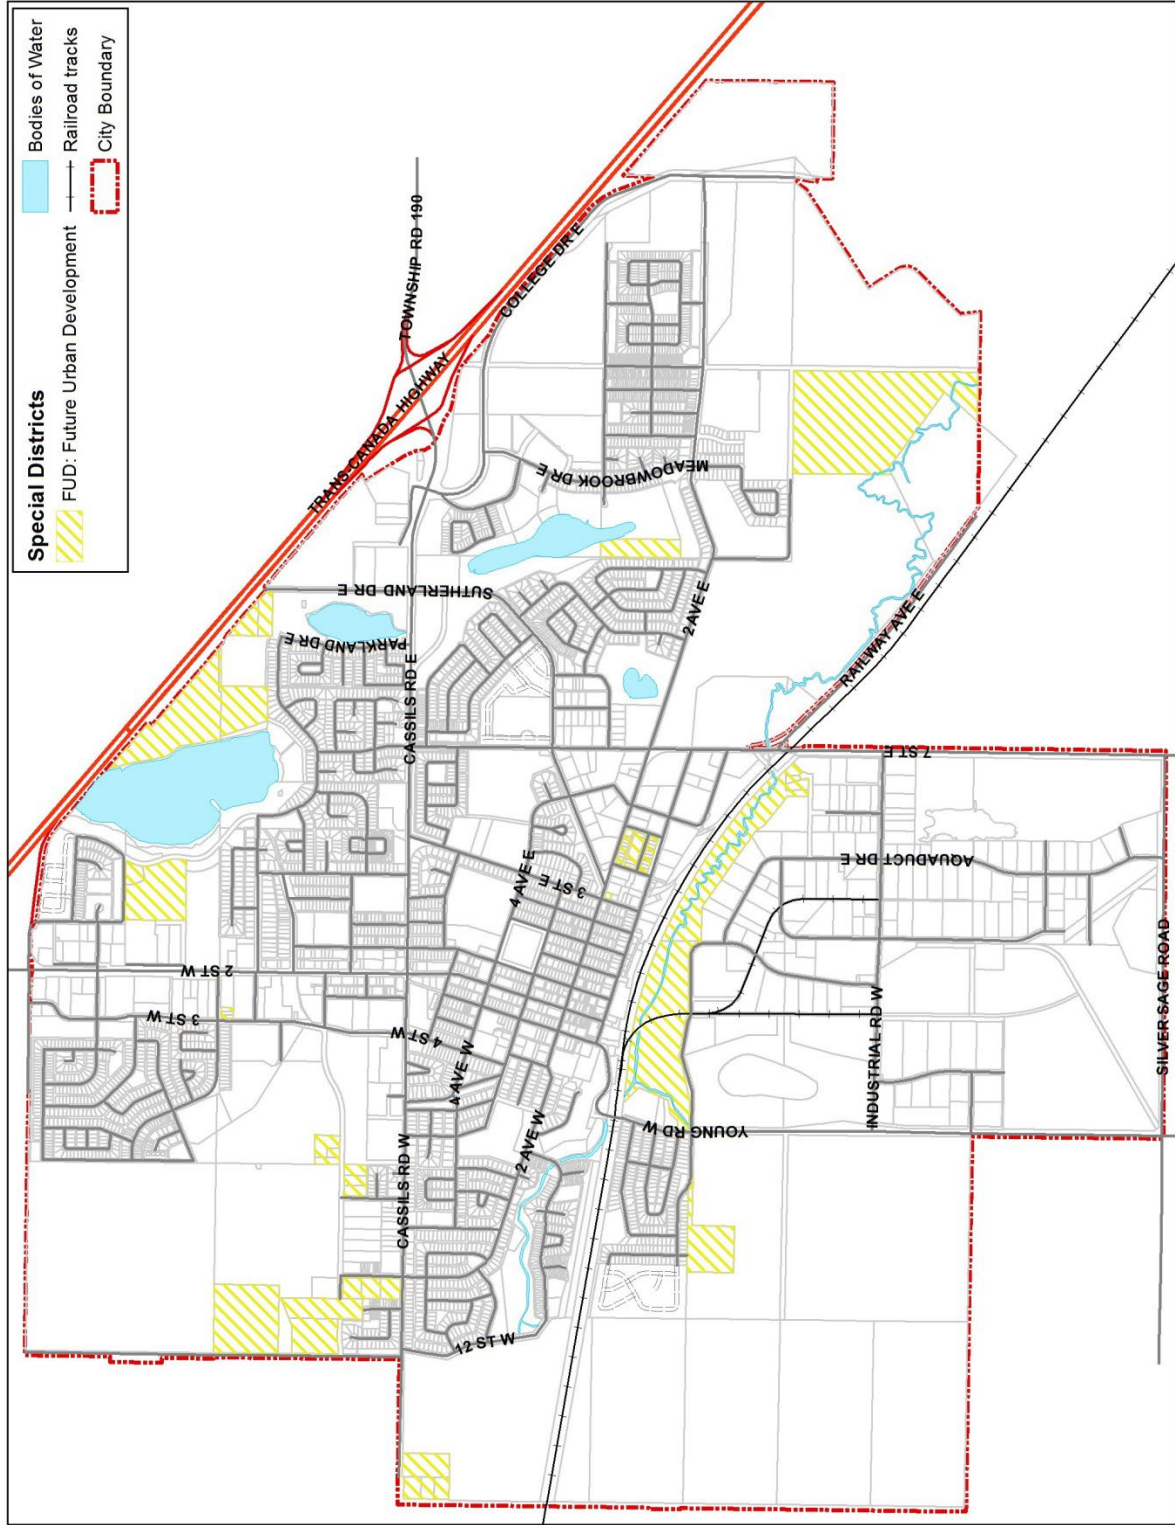 Special Districts
FUD: Future Urban Development
Bodies of Water
Railroad tracks
City Boundary
TRANS-CANADA HIGHWAY
TOWNSHIP RD 190
COLLEGE DR E
MEADOWBROOK DR E
SUTHERLAND DR E
PARKLAND DR E
CASSILS RD E
2 AVE E
RAILWAY AVE E
7 ST E
4 AVE E
3 ST E
AQUADUCT DR E
2 ST W
3 ST W
4 ST W
4 AVE W
2 AVE W
CASSILS RD W
12 ST W
YOUNG RD W
INDUSTRIAL RD W
SILVER SAGE ROAD